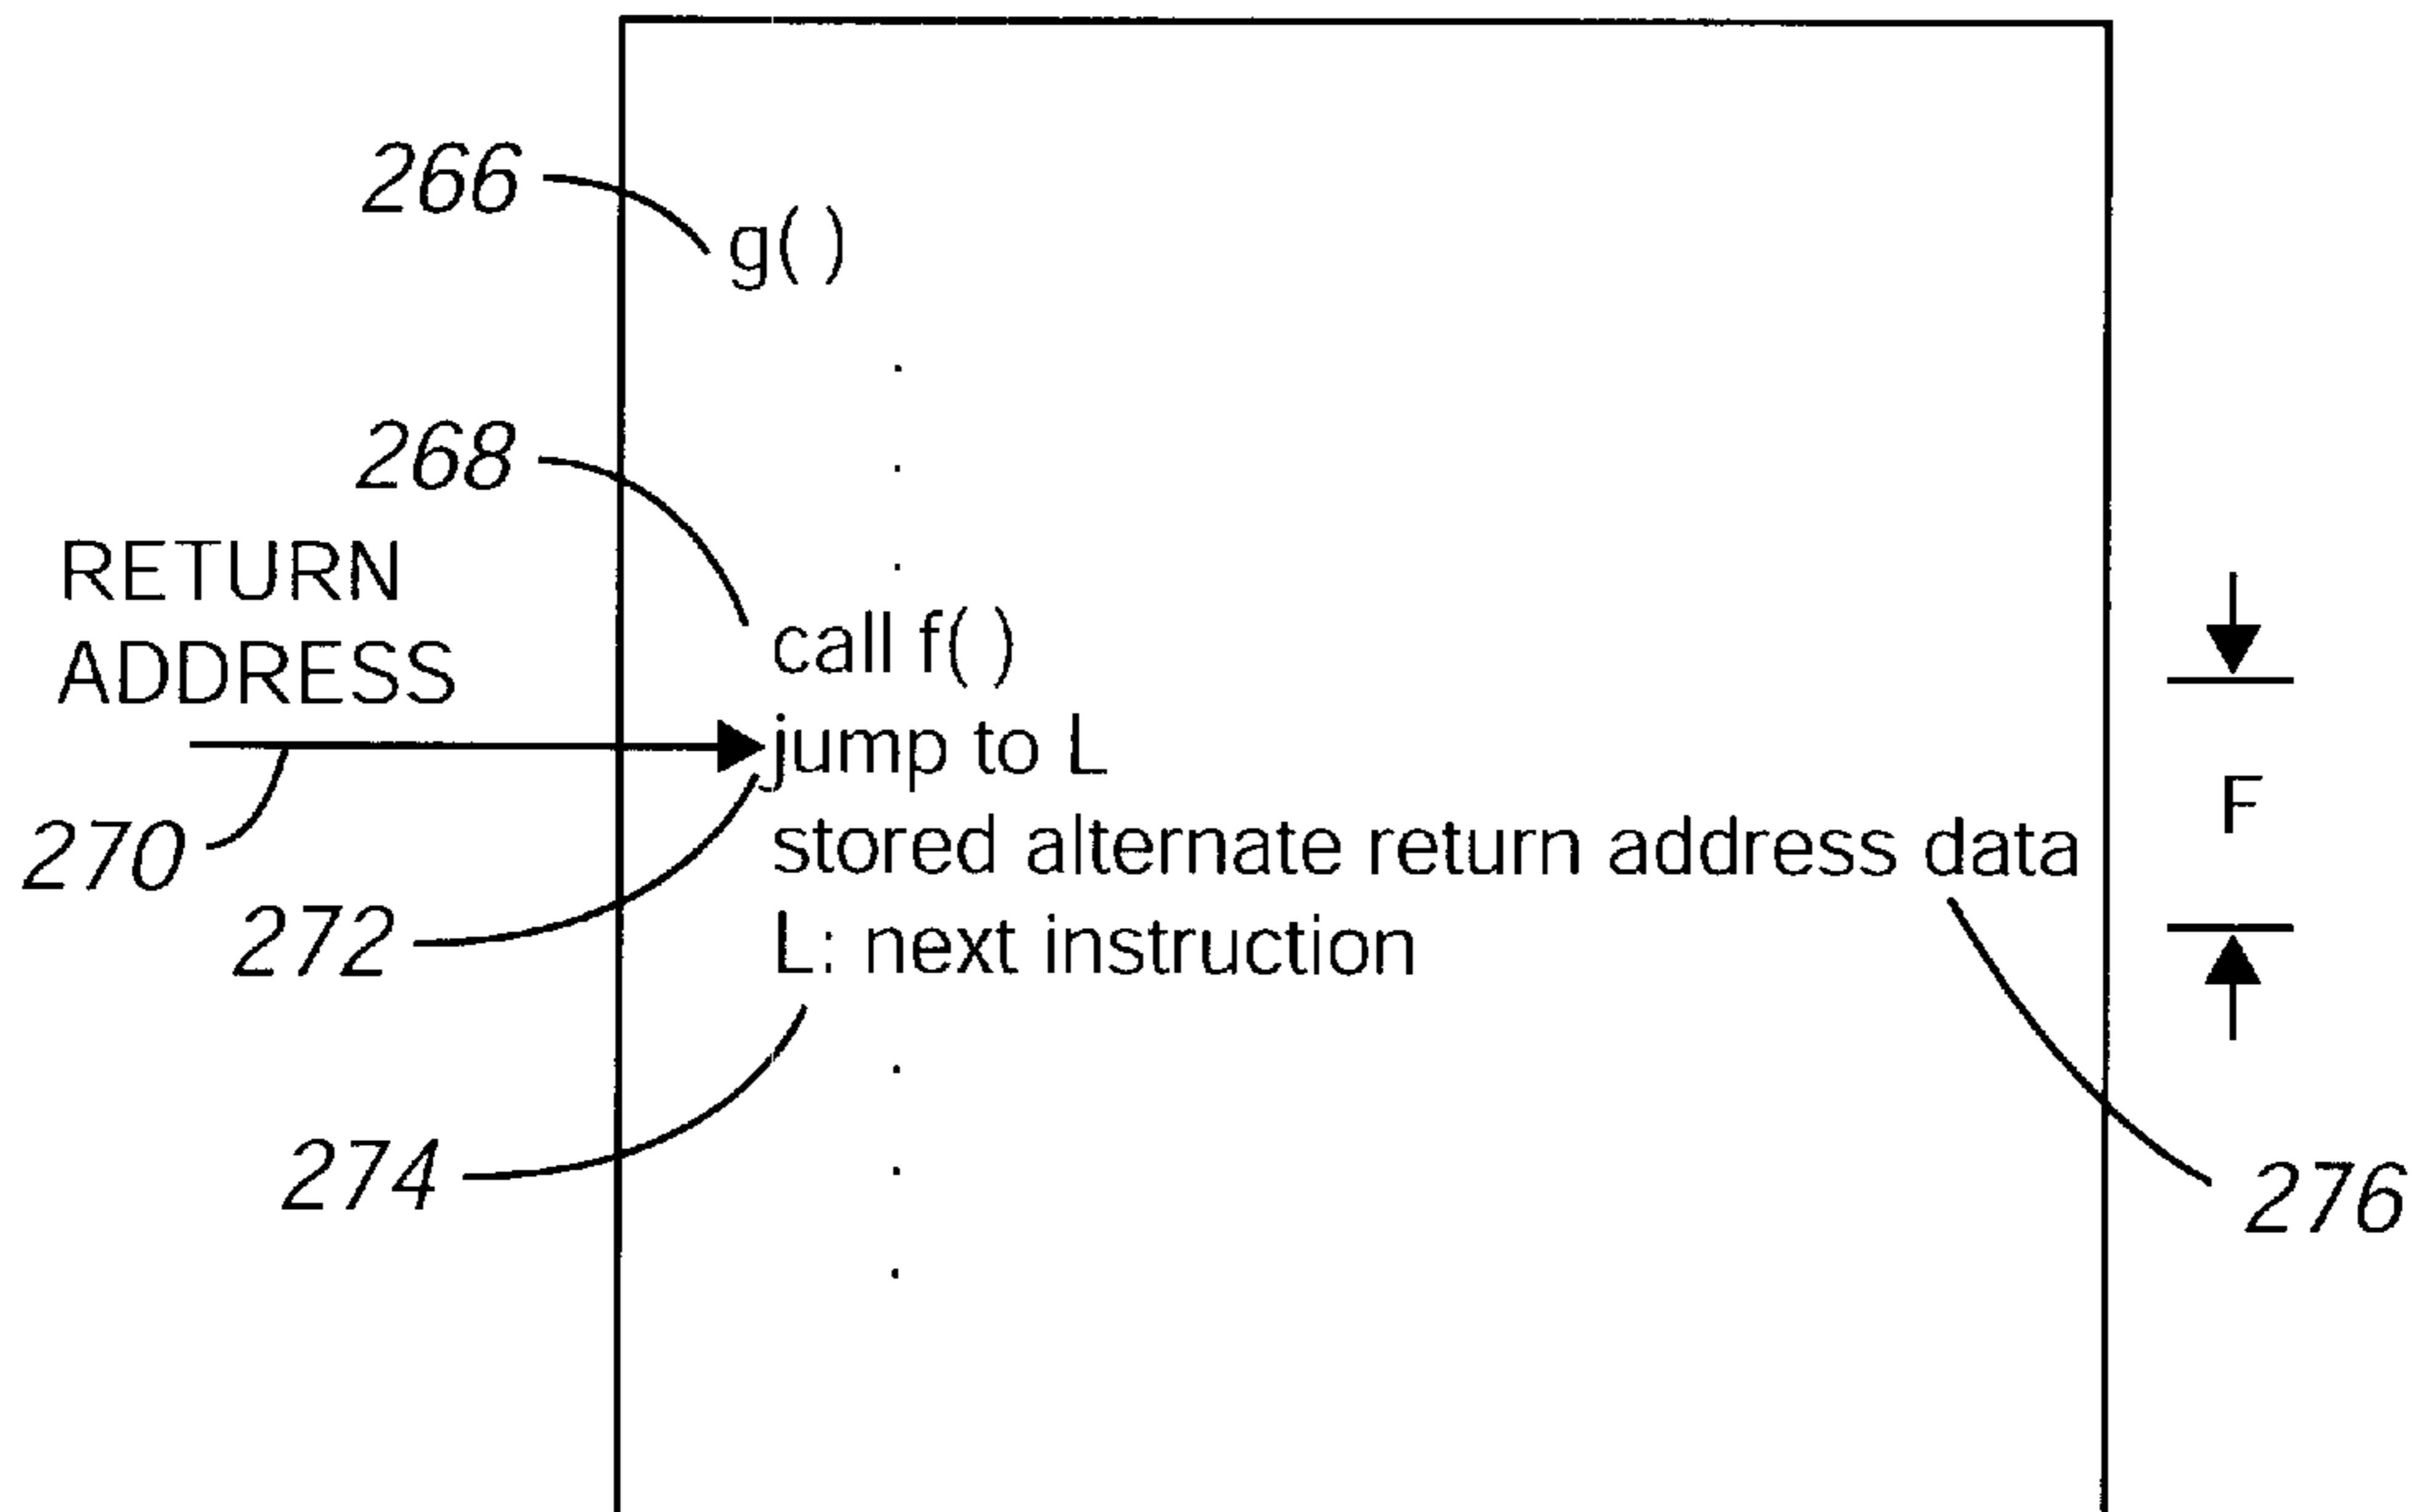 266
g( )
.
.
268
.
RETURN
ADDRESS
call f( )
jump to L
F
270
stored alternate return address data
272
L: next instruction
.
274
.
276
.